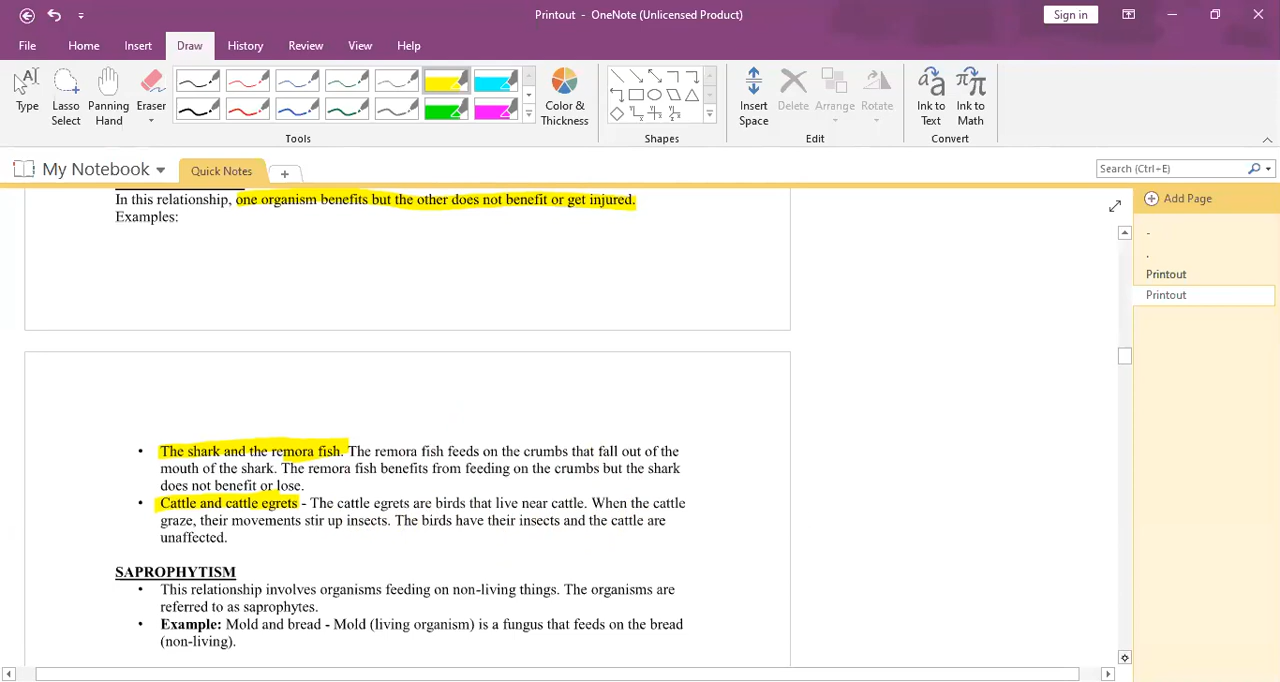 Printout - OneNote (Unlicensed Product)
Sign in
File
Home
Insert
Draw
History
Review
View
Help
Type
Lasso Select
Panning Hand
Eraser
Color & Thickness
Insert Space
Delete
Arrange
Rotate
Ink to Text
Ink to Math
Tools
Shapes
Edit
Convert
My Notebook
Quick Notes
Search (Ctrl+E)
Add Page
-
.
Printout
Printout
In this relationship, one organism benefits but the other does not benefit or get injured.
Examples:
• The shark and the remora fish. The remora fish feeds on the crumbs that fall out of the
mouth of the shark. The remora fish benefits from feeding on the crumbs but the shark
does not benefit or lose.
• Cattle and cattle egrets - The cattle egrets are birds that live near cattle. When the cattle
graze, their movements stir up insects. The birds have their insects and the cattle are
unaffected.
SAPROPHYTISM
• This relationship involves organisms feeding on non-living things. The organisms are
referred to as saprophytes.
• Example: Mold and bread - Mold (living organism) is a fungus that feeds on the bread
(non-living).